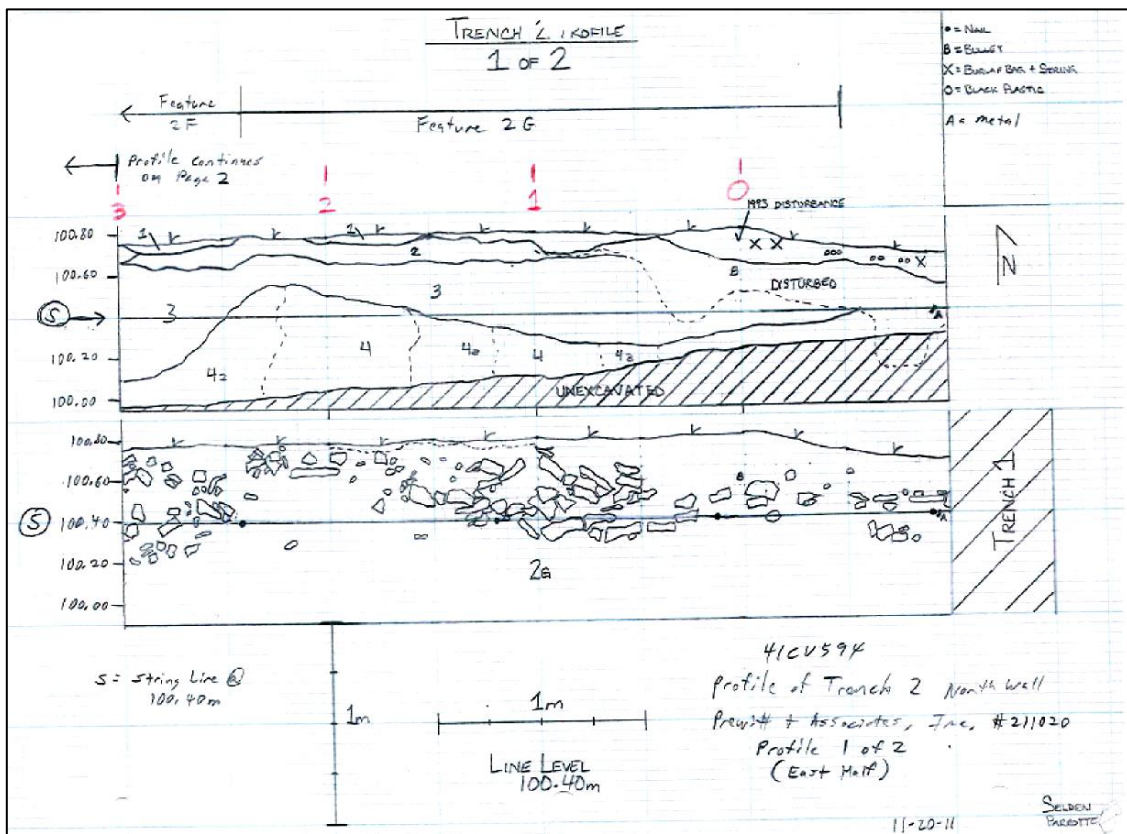 TRENCH 2 PROFILE
1 OF 2
• = NAIL
B = BULLET
X = BURLAP BAG + STRING
O = BLACK PLASTIC
A = metal
Feature
2F
Feature 2G
Profile continues
on Page 2
3
2
1
0
1993 DISTURBANCE
100.80
1
1
2
X X
X
100.60
B
DISTURBED
3
3
S
A
N
100.20
4a
4
4a
4
4a
100.00
UNEXCAVATED
100.80
100.60
B
S
100.40
A
100.20
2G
100.00
TRENCH 1
S = String Line @
100.40m
1m
1m
LINE LEVEL
100.40m
41CV594
Profile of Trench 2 North Wall
Prewitt + Associates, Inc. #211020
Profile 1 of 2
(East Half)
SELDEN
11-20-11